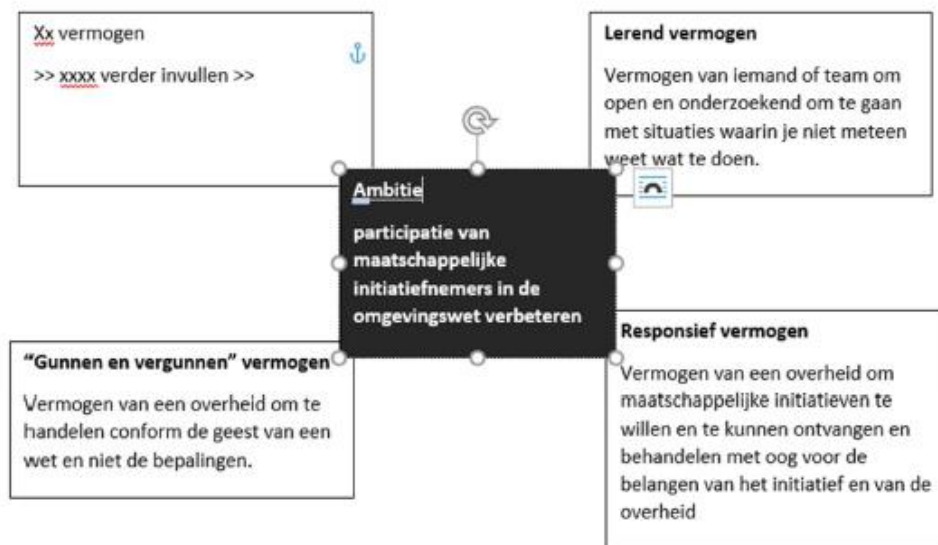 Xx vermogen
>> xxxx verder invullen >>
Lerend vermogen
Vermogen van iemand of team om
open en onderzoekend om te gaan
met situaties waarin je niet meteen
weet wat te doen.
Ambitie
participatie van
maatschappelijke
initiatiefnemers in de
omgevingswet verbeteren
"Gunnen en vergunnen" vermogen
Vermogen van een overheid om te
handelen conform de geest van een
wet en niet de bepalingen.
Responsief vermogen
Vermogen van een overheid om
maatschappelijke initiatieven te
willen en te kunnen ontvangen en
behandelen met oog voor de
belangen van het initiatief en van de
overheid